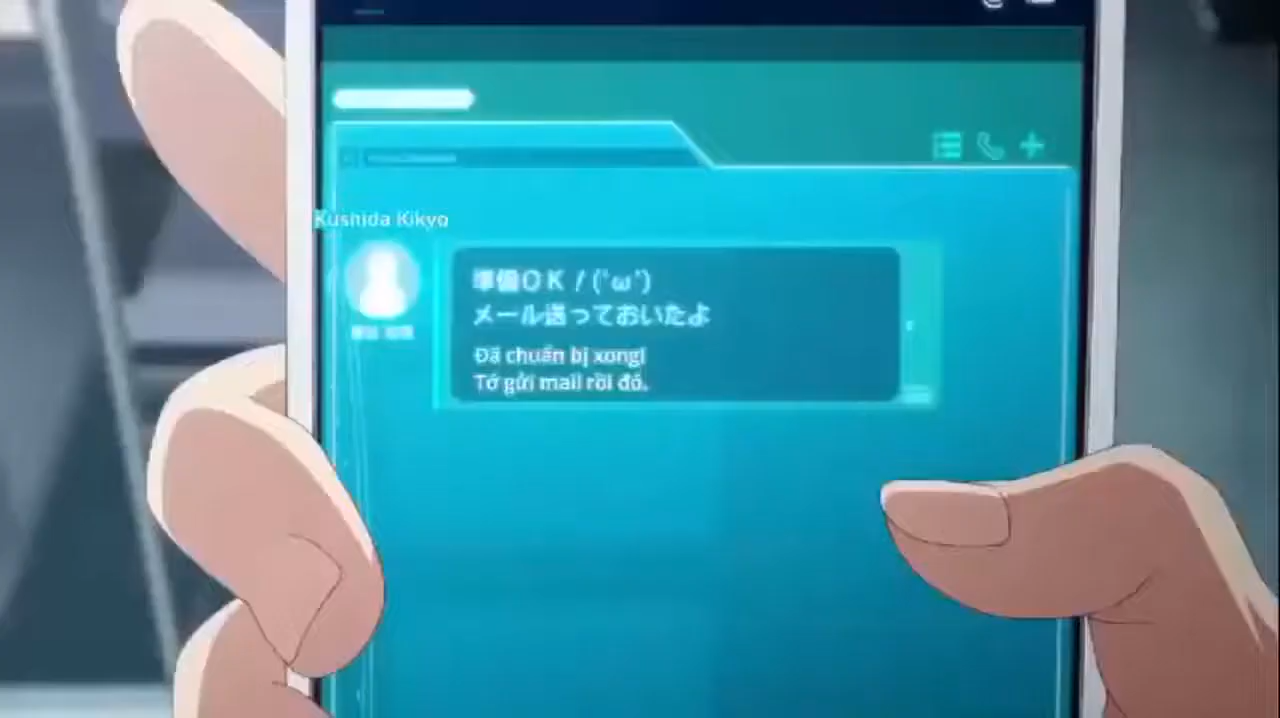 Kushida Kikyo
準備ＯＫ / (`ω´)
メール送っておいたよ
Đã chuẩn bị xong!
Tớ gửi mail rồi đó.